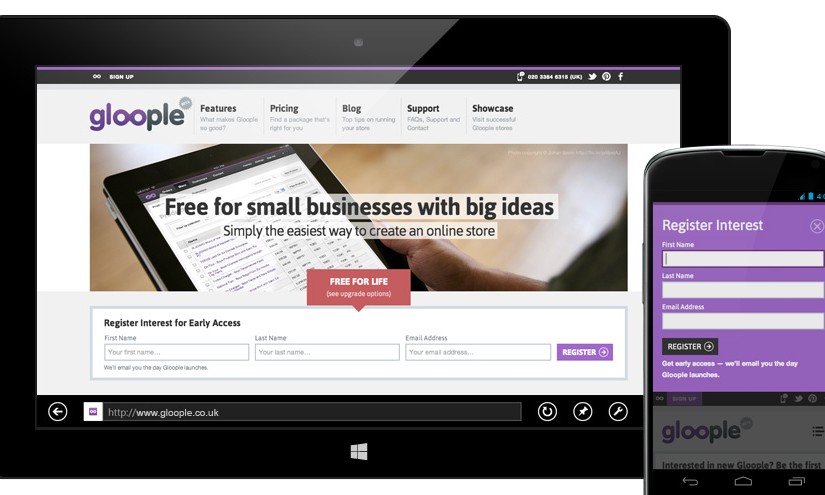 SIGN UP
020 3384 6315 (UK)
gloople BETA
Features
What makes Gloople
so good?
Pricing
Find a package that's
right for you
Blog
Top tips on running
your store
Support
FAQs, Support and
Contact
Showcase
Visit successful
Gloople stores
Free for small businesses with big ideas
Simply the easiest way to create an online store
FREE FOR LIFE
(see upgrade options)
Register Interest for Early Access
First Name
Last Name
Email Address
Your first name...
Your last name...
Your email address...
REGISTER
We'll email you the day Gloople launches.
http://www.gloople.co.uk
Register Interest
First Name
Last Name
Email Address
REGISTER
Get early access — we'll email you the day
Gloople launches.
SIGN UP
gloople
Interested in new Gloople? Be the first